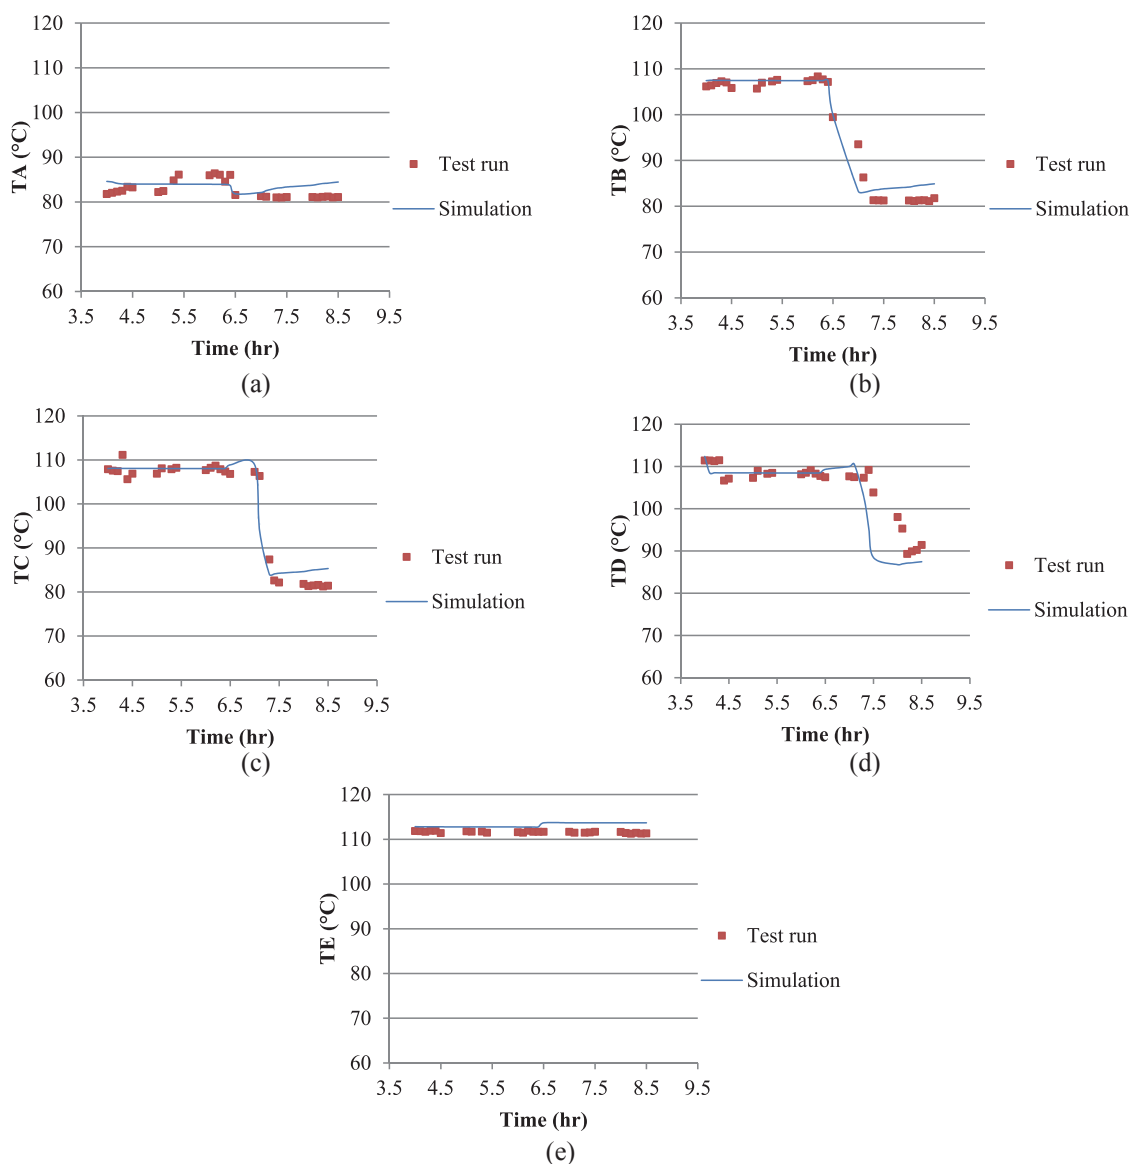 120
110
100
90
80
70
60
TA (°C)
3.5 4.5 5.5 6.5 7.5 8.5 9.5
Time (hr)
Test run
Simulation
(a)
120
110
100
90
80
70
60
TB (°C)
3.5 4.5 5.5 6.5 7.5 8.5 9.5
Time (hr)
Test run
Simulation
(b)
120
110
100
90
80
70
60
TC (°C)
3.5 4.5 5.5 6.5 7.5 8.5 9.5
Time (hr)
Test run
Simulation
(c)
120
110
100
90
80
70
60
TD (°C)
3.5 4.5 5.5 6.5 7.5 8.5 9.5
Time (hr)
Test run
Simulation
(d)
120
110
100
90
80
70
60
TE (°C)
3.5 4.5 5.5 6.5 7.5 8.5 9.5
Time (hr)
Test run
Simulation
(e)